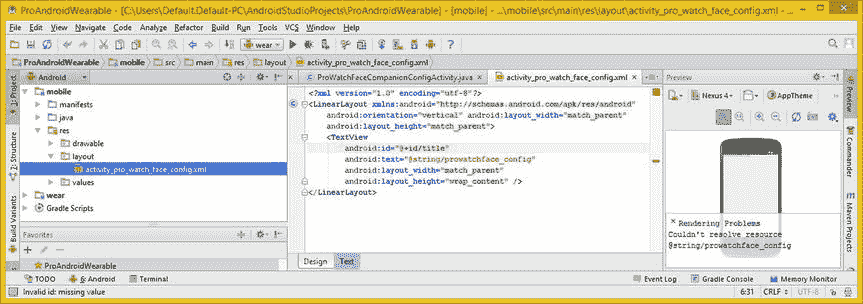 ProAndroidWearable - [C:\Users\Default.Default-PC\AndroidStudioProjects\ProAndroidWearable] - [mobile] - ...\mobile\src\main\res\layout\activity_pro_watch_face_config.xml - ...
File Edit View Navigate Code Analyze Refactor Build Run Tools VCS Window Help
wear
ProAndroidWearable mobile src main res layout activity_pro_watch_face_config.xml
Android
ProWatchFaceCompanionConfigActivity.java
activity_pro_watch_face_config.xml
Preview
1: Project
Z: Structure
Build Variants
mobile
manifests
java
res
drawable
layout
activity_pro_watch_face_config.xml
values
wear
Gradle Scripts
Favorites
ProAndroidWearable
<?xml version="1.0" encoding="utf-8"?>
<LinearLayout xmlns:android="http://schemas.android.com/apk/res/android"
android:orientation="vertical" android:layout_width="match_parent"
android:layout_height="match_parent">
<TextView
android:id="@+id/title"
android:text="@string/prowatchface_config"
android:layout_width="match_parent"
android:layout_height="wrap_content" />
</LinearLayout>
Design Text
Nexus 4
AppTheme
Rendering Problems
Couldn't resolve resource
@string/prowatchface_config
Preview
Commander
Maven Projects
TODO 6: Android Terminal
Event Log Gradle Console Memory Monitor
Invalid id: missing value
6:31 CRLF UTF-8